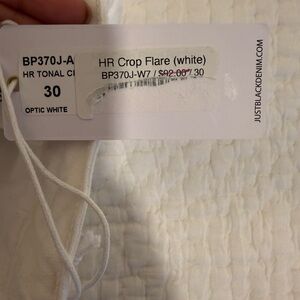 BP370J-A
HR TONAL
30
OPTIC WHITE
HR Crop Flare (white)
BP370J-W7 / $92.00 / 30
JUSTBLACKDENIM.COM